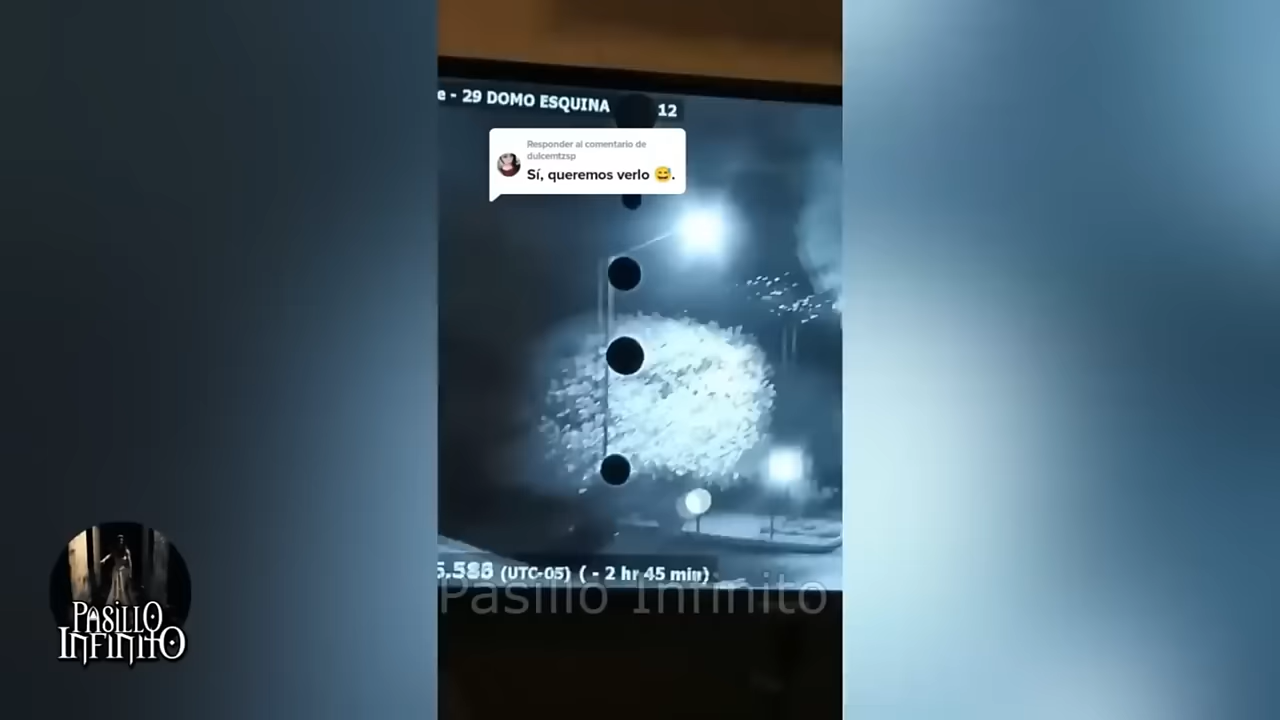 e - 29 DOMO ESQUINA 12
Responder al comentario de
dulcemtzsp
Sí, queremos verlo 😅.
5.586 (UTC-05) ( - 2 hr 45 min)
Pasillo Infinito
PASILLO
INFINITO